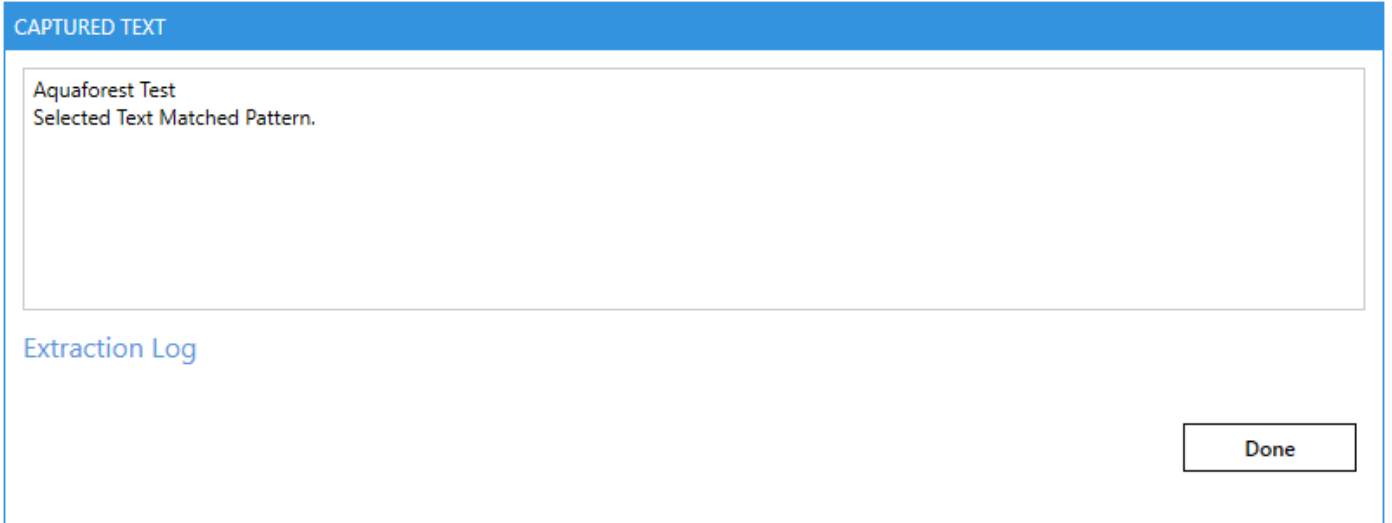 CAPTURED TEXT
Aquaforest Test
Selected Text Matched Pattern.
Extraction Log
Done